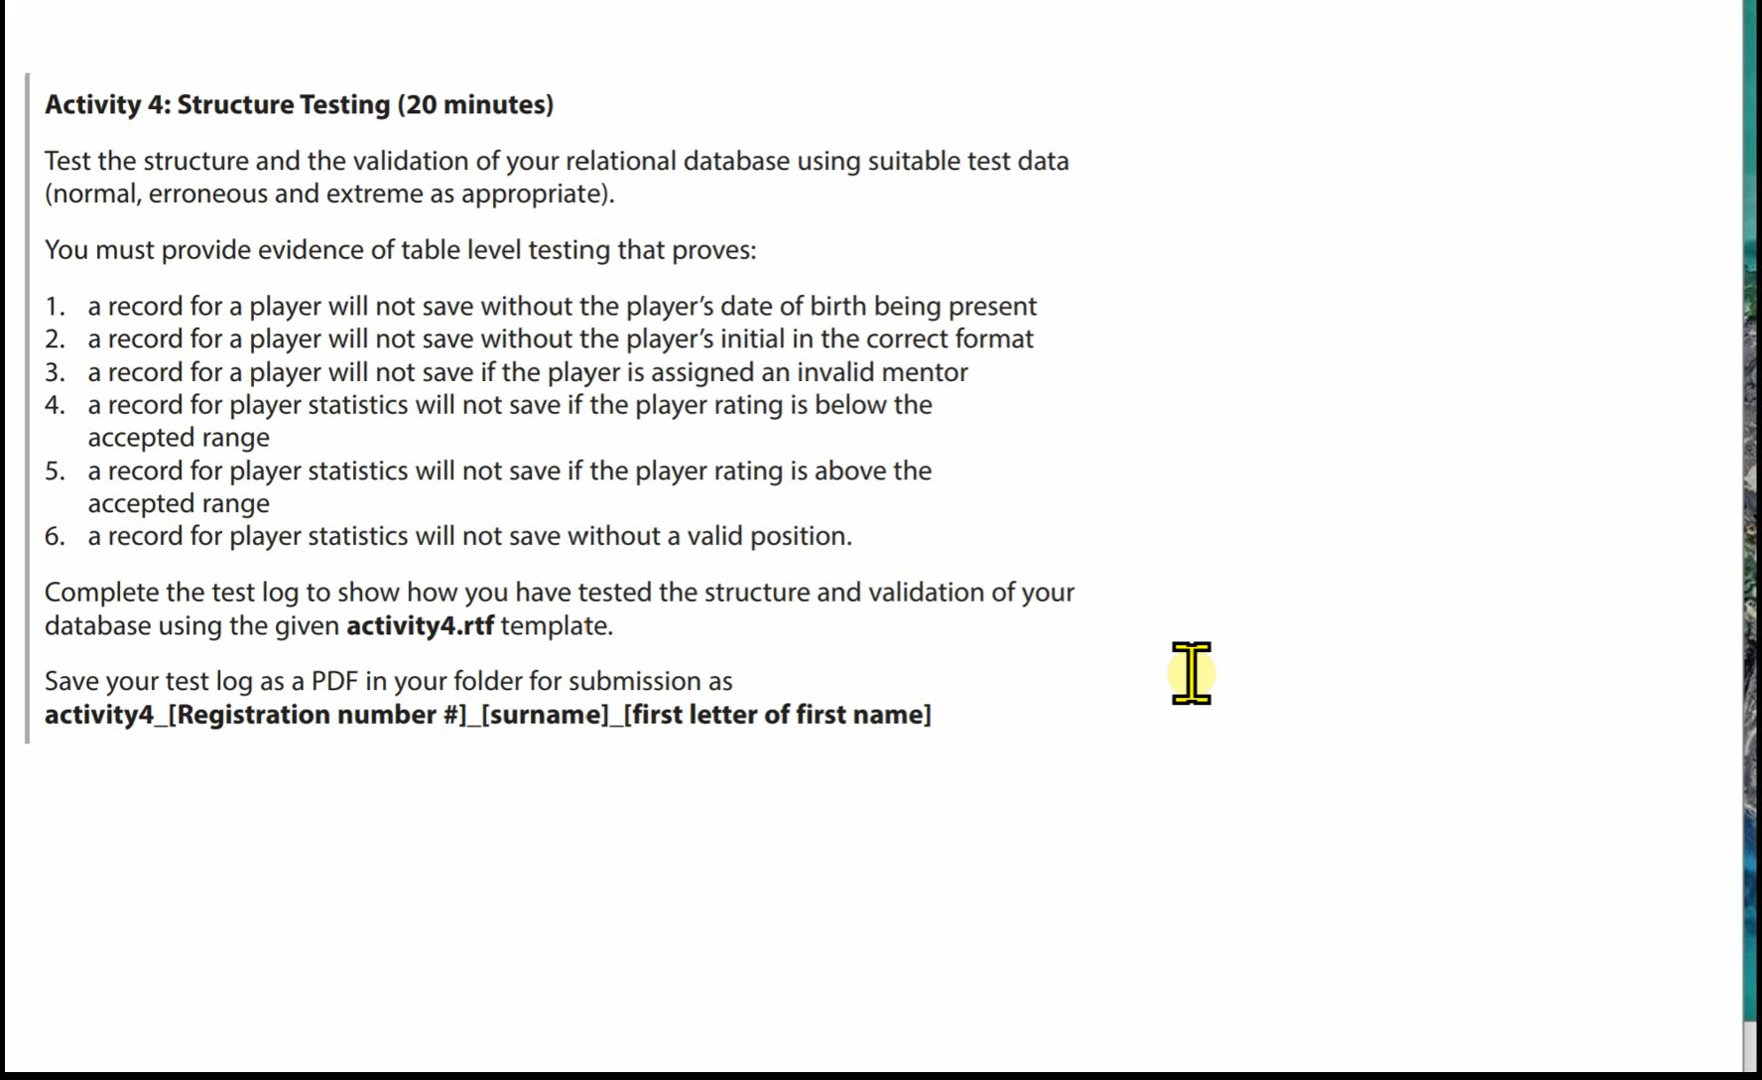 Activity 4: Structure Testing (20 minutes)
Test the structure and the validation of your relational database using suitable test data
(normal, erroneous and extreme as appropriate).
You must provide evidence of table level testing that proves:
1. a record for a player will not save without the player’s date of birth being present
2. a record for a player will not save without the player’s initial in the correct format
3. a record for a player will not save if the player is assigned an invalid mentor
4. a record for player statistics will not save if the player rating is below the
accepted range
5. a record for player statistics will not save if the player rating is above the
accepted range
6. a record for player statistics will not save without a valid position.
Complete the test log to show how you have tested the structure and validation of your
database using the given activity4.rtf template.
Save your test log as a PDF in your folder for submission as
activity4_[Registration number #]_[surname]_[first letter of first name]